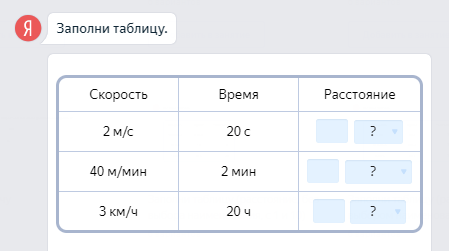 Я Заполни таблицу.
Скорость Время Расстояние
2 м/с 20 с ?
40 м/мин 2 мин ?
3 км/ч 20 ч ?